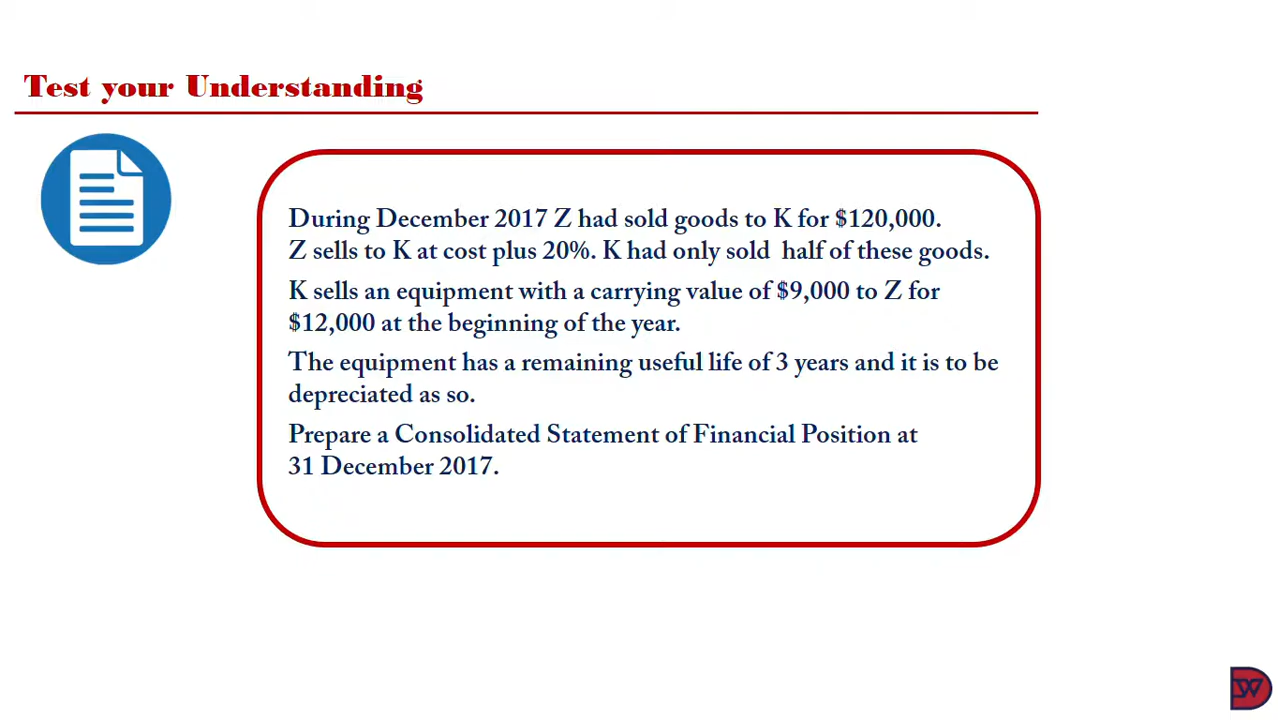 Test your Understanding
During December 2017 Z had sold goods to K for $120,000.
Z sells to K at cost plus 20%. K had only sold half of these goods.
K sells an equipment with a carrying value of $9,000 to Z for
$12,000 at the beginning of the year.
The equipment has a remaining useful life of 3 years and it is to be
depreciated as so.
Prepare a Consolidated Statement of Financial Position at
31 December 2017.